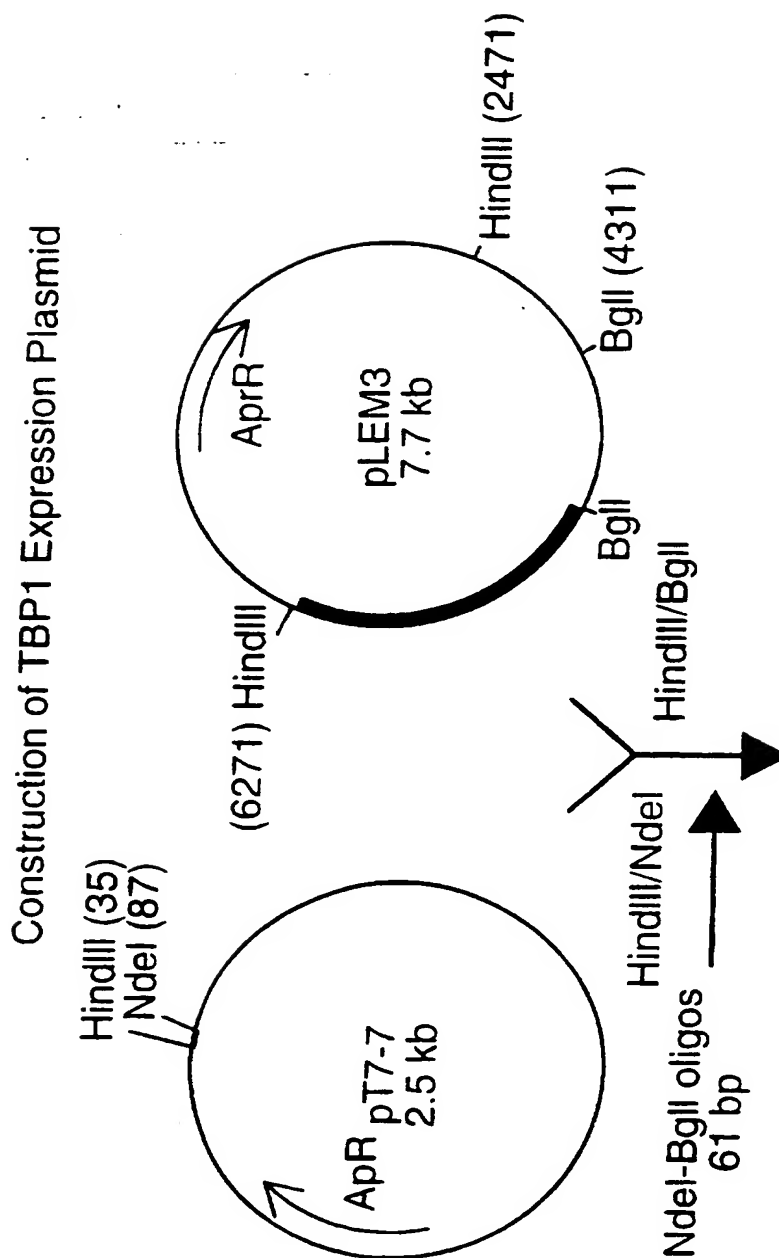 Construction of TBP1 Expression Plasmid
HindIII (35)
NdeI (87)
ApR
pT7-7
2.5 kb
(6271) HindIII
AprR
pLEM3
7.7 kb
HindIII (2471)
BglI (4311)
BglI
HindIII/NdeI
HindIII/BglI
NdeI-BglI oligos
61 bp